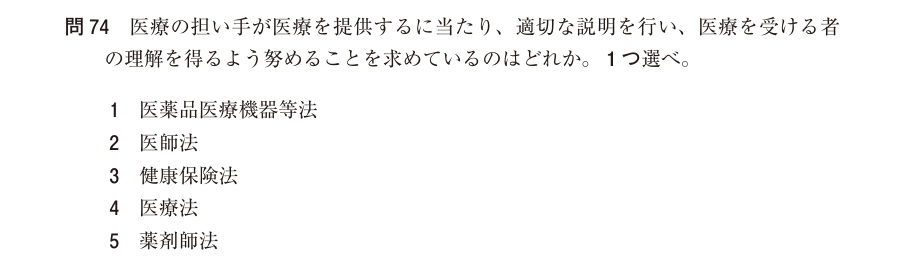 問74 医療の担い手が医療を提供するに当たり、適切な説明を行い、医療を受ける者
の理解を得るよう努めることを求めているのはどれか。1つ選べ。
1 医薬品医療機器等法
2 医師法
3 健康保険法
4 医療法
5 薬剤師法